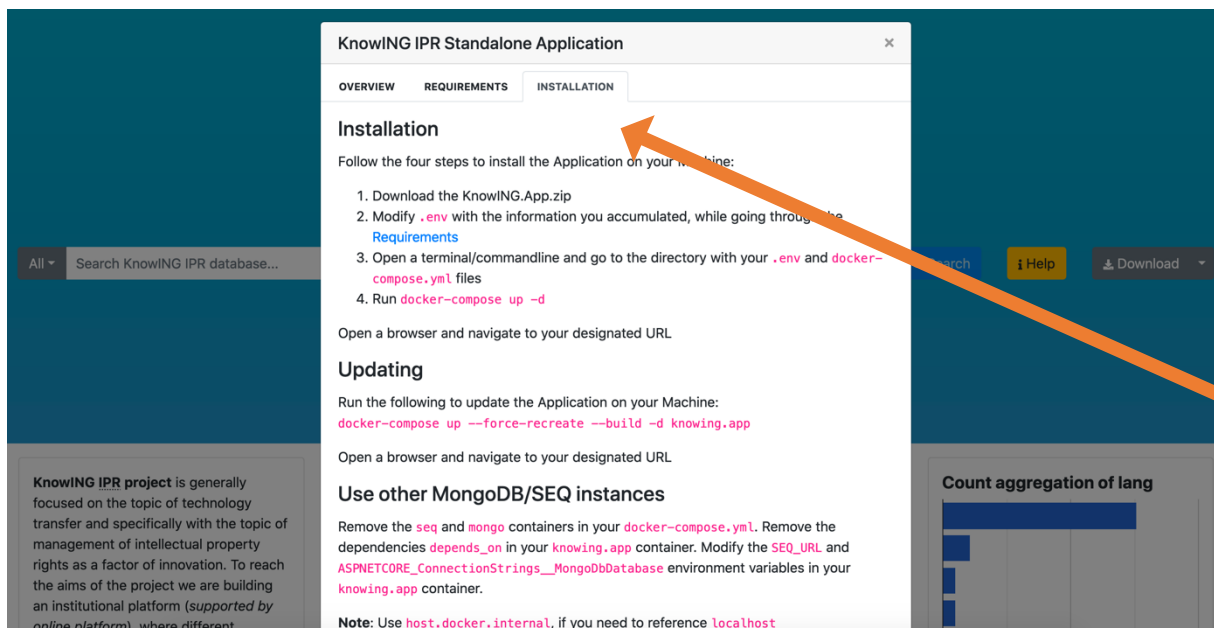 KnowING IPR Standalone Application ×
OVERVIEW REQUIREMENTS INSTALLATION
Installation
Follow the four steps to install the Application on your Machine:
1. Download the KnowING.App.zip
2. Modify .env with the information you accumulated, while going through the
Requirements
3. Open a terminal/commandline and go to the directory with your .env and docker-
compose.yml files
4. Run docker-compose up -d
Open a browser and navigate to your designated URL
Updating
Run the following to update the Application on your Machine:
docker-compose up --force-recreate --build -d knowing.app
Open a browser and navigate to your designated URL
Use other MongoDB/SEQ instances
Remove the seq and mongo containers in your docker-compose.yml. Remove the
dependencies depends_on in your knowing.app container. Modify the SEQ_URL and
ASPNETCORE_ConnectionStrings__MongoDbDatabase environment variables in your
knowing.app container.
Note: Use host.docker.internal, if you need to reference localhost
All Search KnowING IPR database...
Search Help Download
KnowING IPR project is generally
focused on the topic of technology
transfer and specifically with the topic of
management of intellectual property
rights as a factor of innovation. To reach
the aims of the project we are building
an institutional platform (supported by
online platform), where different
Count aggregation of lang